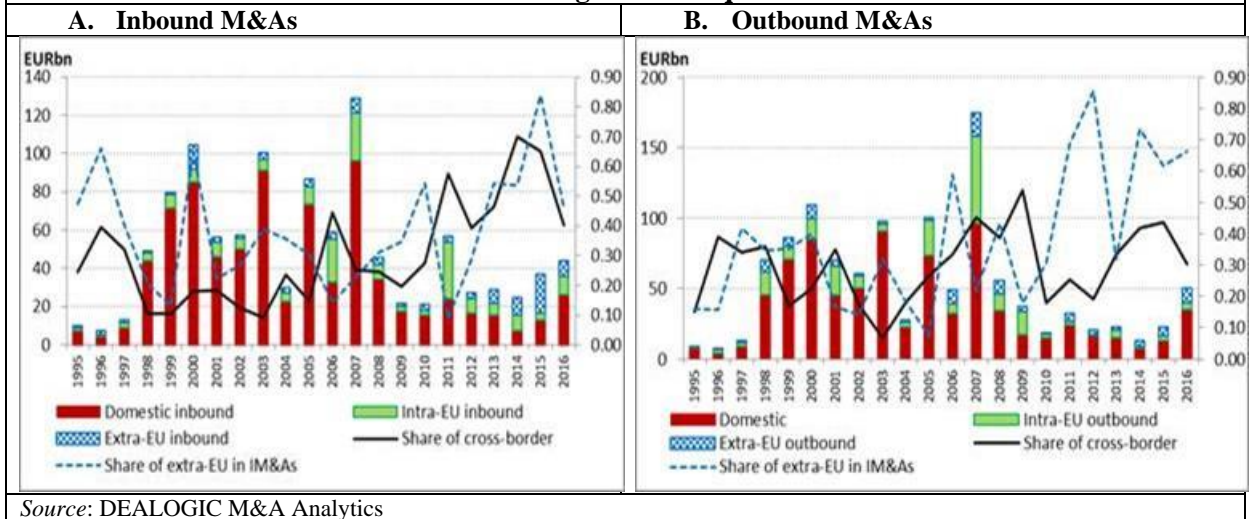 A. Inbound M&As
EURbn
140
120
100
80
60
40
20
0
0.90
0.80
0.70
0.60
0.50
0.40
0.30
0.20
0.10
0.00
1995 1996 1997 1998 1999 2000 2001 2002 2003 2004 2005 2006 2007 2008 2009 2010 2011 2012 2013 2014 2015 2016
Domestic inbound
Intra-EU inbound
Extra-EU inbound
Share of cross-border
Share of extra-EU in IM&As
B. Outbound M&As
EURbn
200
150
100
50
0
0.90
0.80
0.70
0.60
0.50
0.40
0.30
0.20
0.10
0.00
1995 1996 1997 1998 1999 2000 2001 2002 2003 2004 2005 2006 2007 2008 2009 2010 2011 2012 2013 2014 2015 2016
Domestic
Intra-EU outbound
Extra-EU outbound
Share of cross-border
Share of extra-EU in IM&As
Source: DEALOGIC M&A Analytics